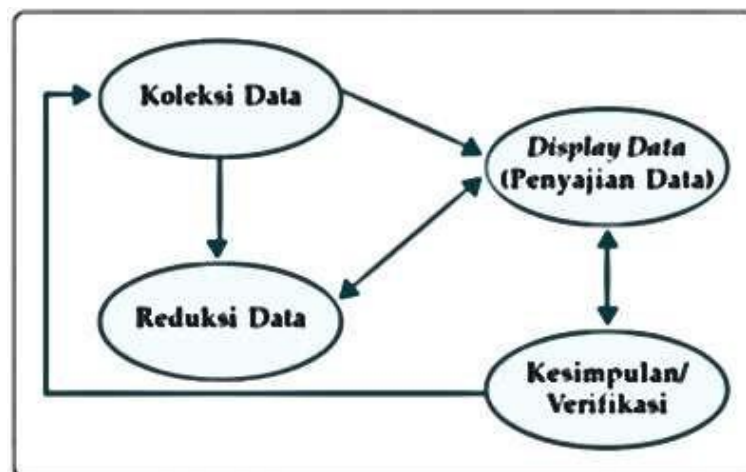 Koleksi Data
Display Data
(Penyajian Data)
Reduksi Data
Kesimpulan/
Verifikasi